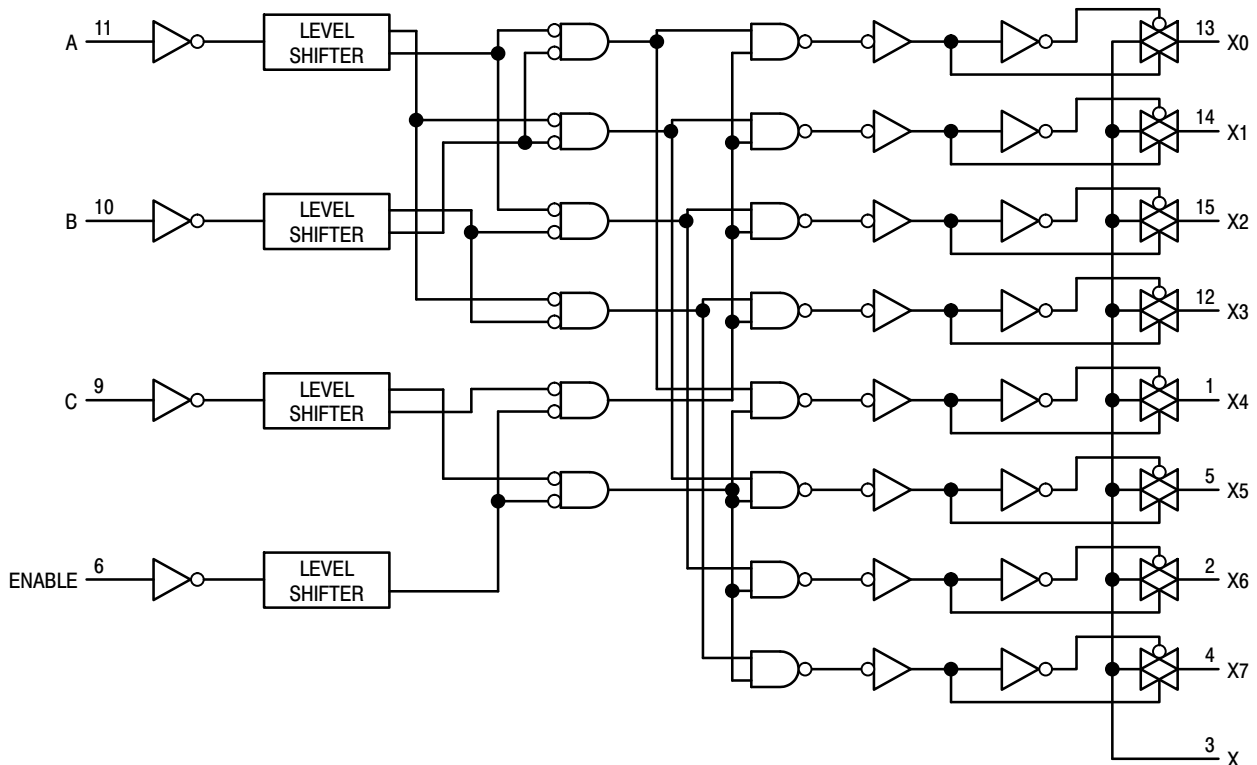 A 11 LEVEL SHIFTER 13 X0
14 X1
B 10 LEVEL SHIFTER 15 X2
12 X3
C 9 LEVEL SHIFTER 1 X4
5 X5
ENABLE 6 LEVEL SHIFTER 2 X6
4 X7
3 X